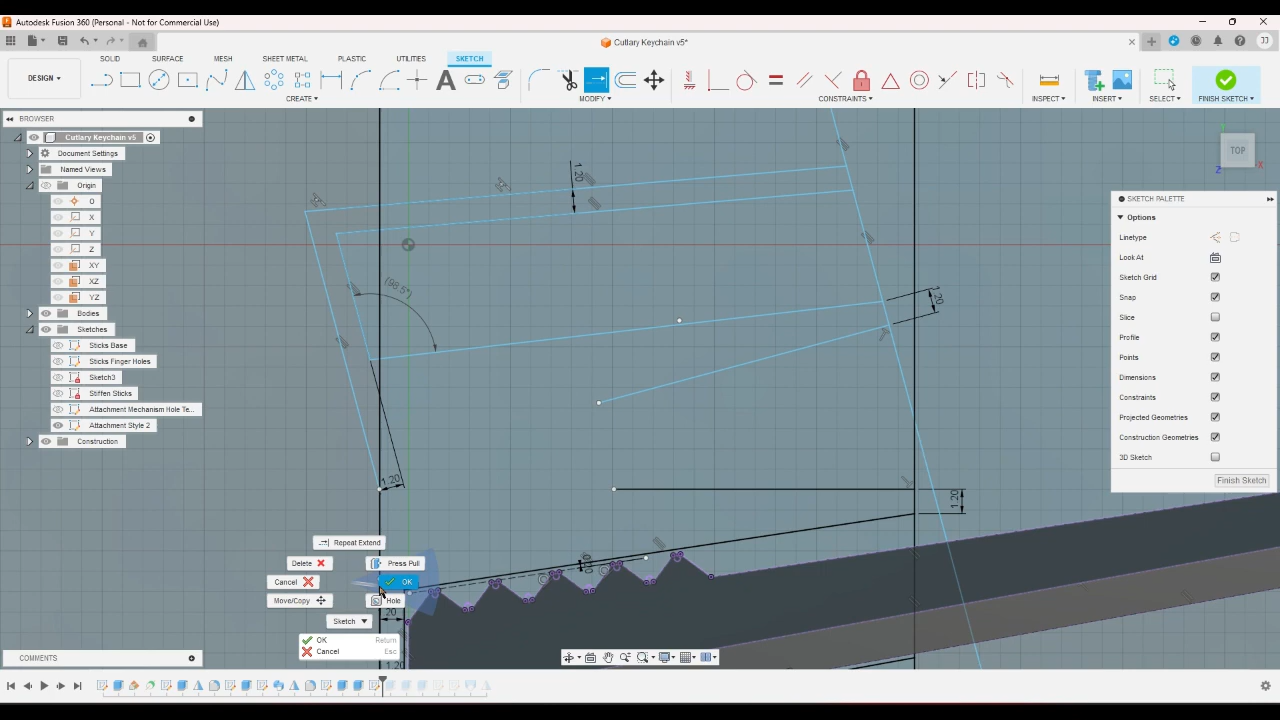 Autodesk Fusion 360 (Personal - Not for Commercial Use)
Cutlary Keychain v5*
JJ
DESIGN
SOLID
SURFACE
MESH
SHEET METAL
PLASTIC
UTILITIES
SKETCH
CREATE
MODIFY
CONSTRAINTS
INSPECT
INSERT
SELECT
FINISH SKETCH
BROWSER
Cutlary Keychain v5
Document Settings
Named Views
Origin
O
X
Y
Z
XY
XZ
YZ
Bodies
Sketches
Sticks Base
Sticks Finger Holes
Sketch3
Stiffen Sticks
Attachment Mechanism Hole Te...
Attachment Style 2
Construction
TOP
Y
Z
X
SKETCH PALETTE
Options
Linetype
Look At
Sketch Grid
Snap
Slice
Profile
Points
Dimensions
Constraints
Projected Geometries
Construction Geometries
3D Sketch
Finish Sketch
1.20
(98.5°)
1.20
1.20
1.20
Repeat Extend
Delete
Press Pull
Cancel
OK
Move/Copy
Hole
20
Sketch
OK Return
Cancel Esc
1.20
COMMENTS